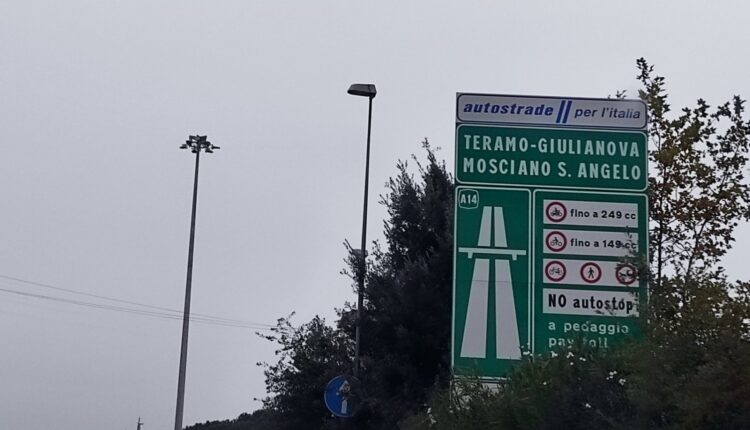 autostrade per l'italia
TERAMO-GIULIANOVA
MOSCIANO S. ANGELO
A14
fino a 249 cc
fino a 149 cc
NO autostop
a pedaggio
pay toll